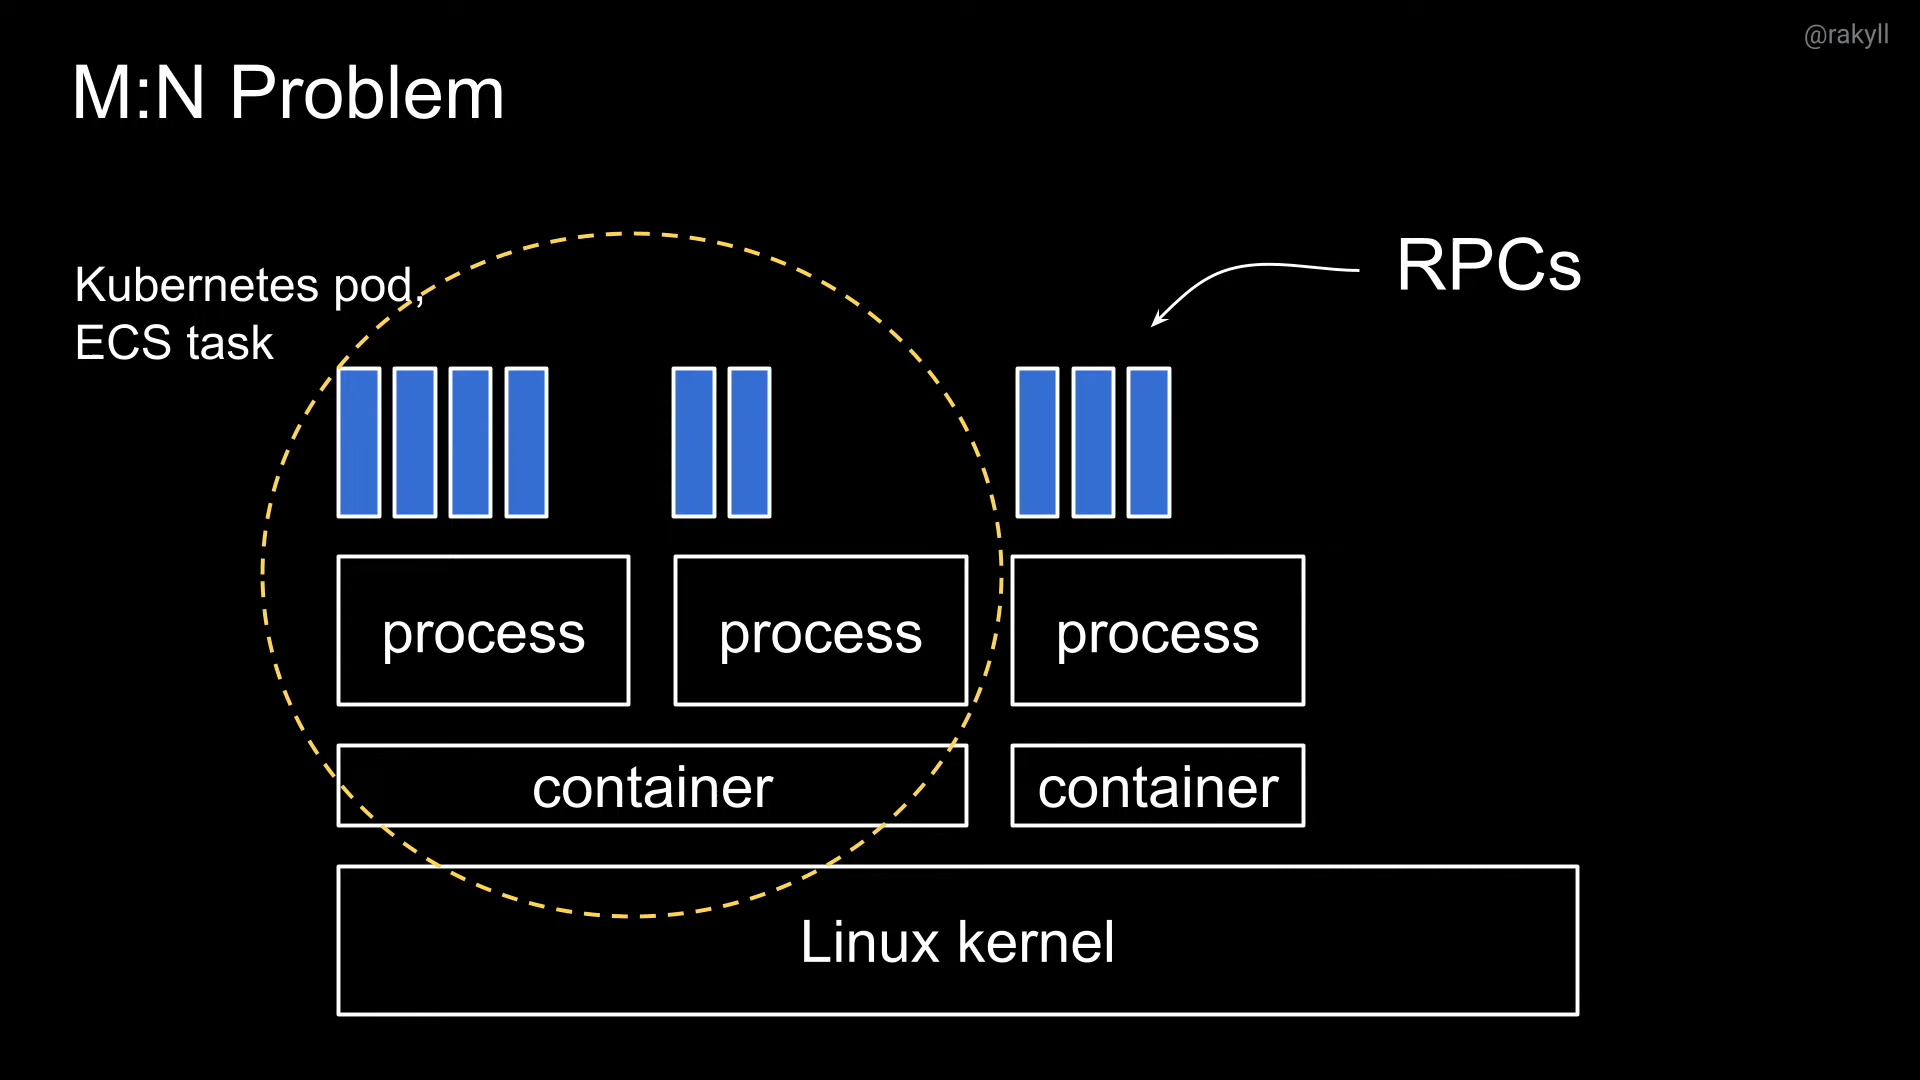 @rakyll
M:N Problem
Kubernetes pod,
ECS task
RPCs
process
process
process
container
container
Linux kernel